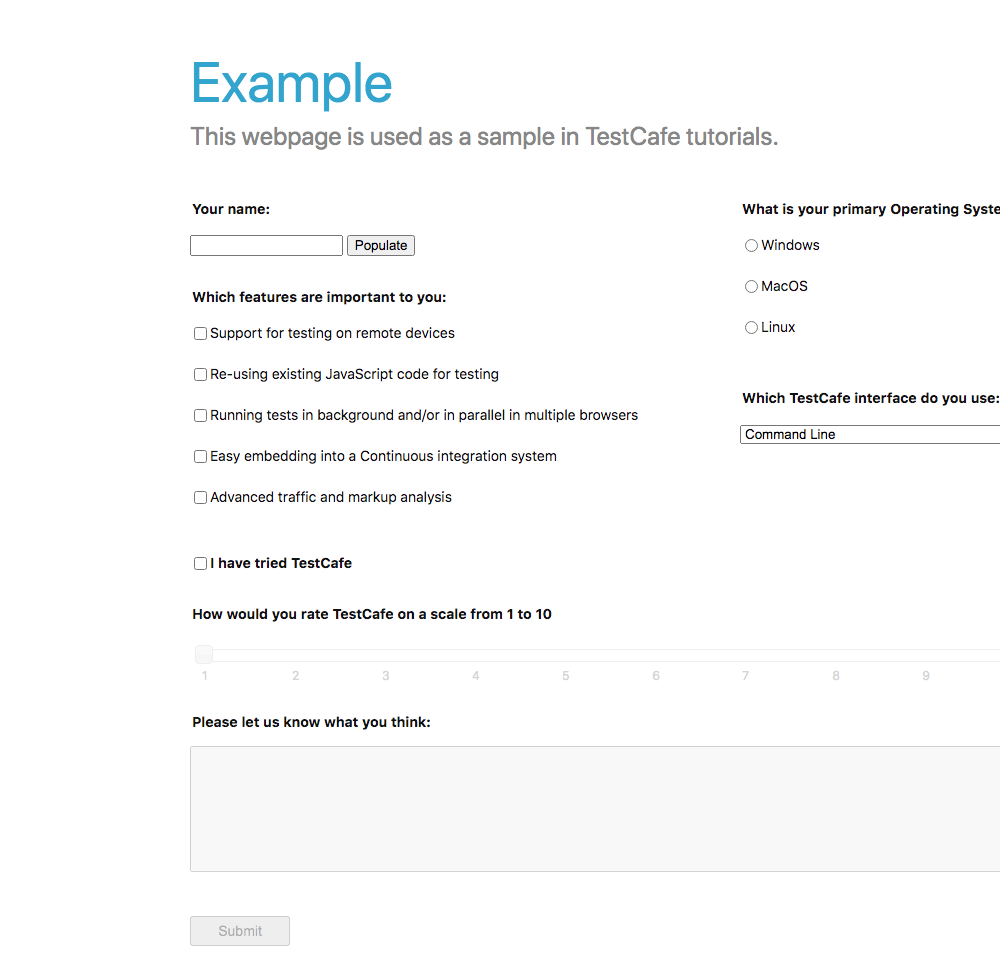 Example
This webpage is used as a sample in TestCafe tutorials.
Your name:
Populate
Which features are important to you:
Support for testing on remote devices
Re-using existing JavaScript code for testing
Running tests in background and/or in parallel in multiple browsers
Easy embedding into a Continuous integration system
Advanced traffic and markup analysis
What is your primary Operating Syste
Windows
MacOS
Linux
Which TestCafe interface do you use:
Command Line
I have tried TestCafe
How would you rate TestCafe on a scale from 1 to 10
1 2 3 4 5 6 7 8 9
Please let us know what you think:
Submit